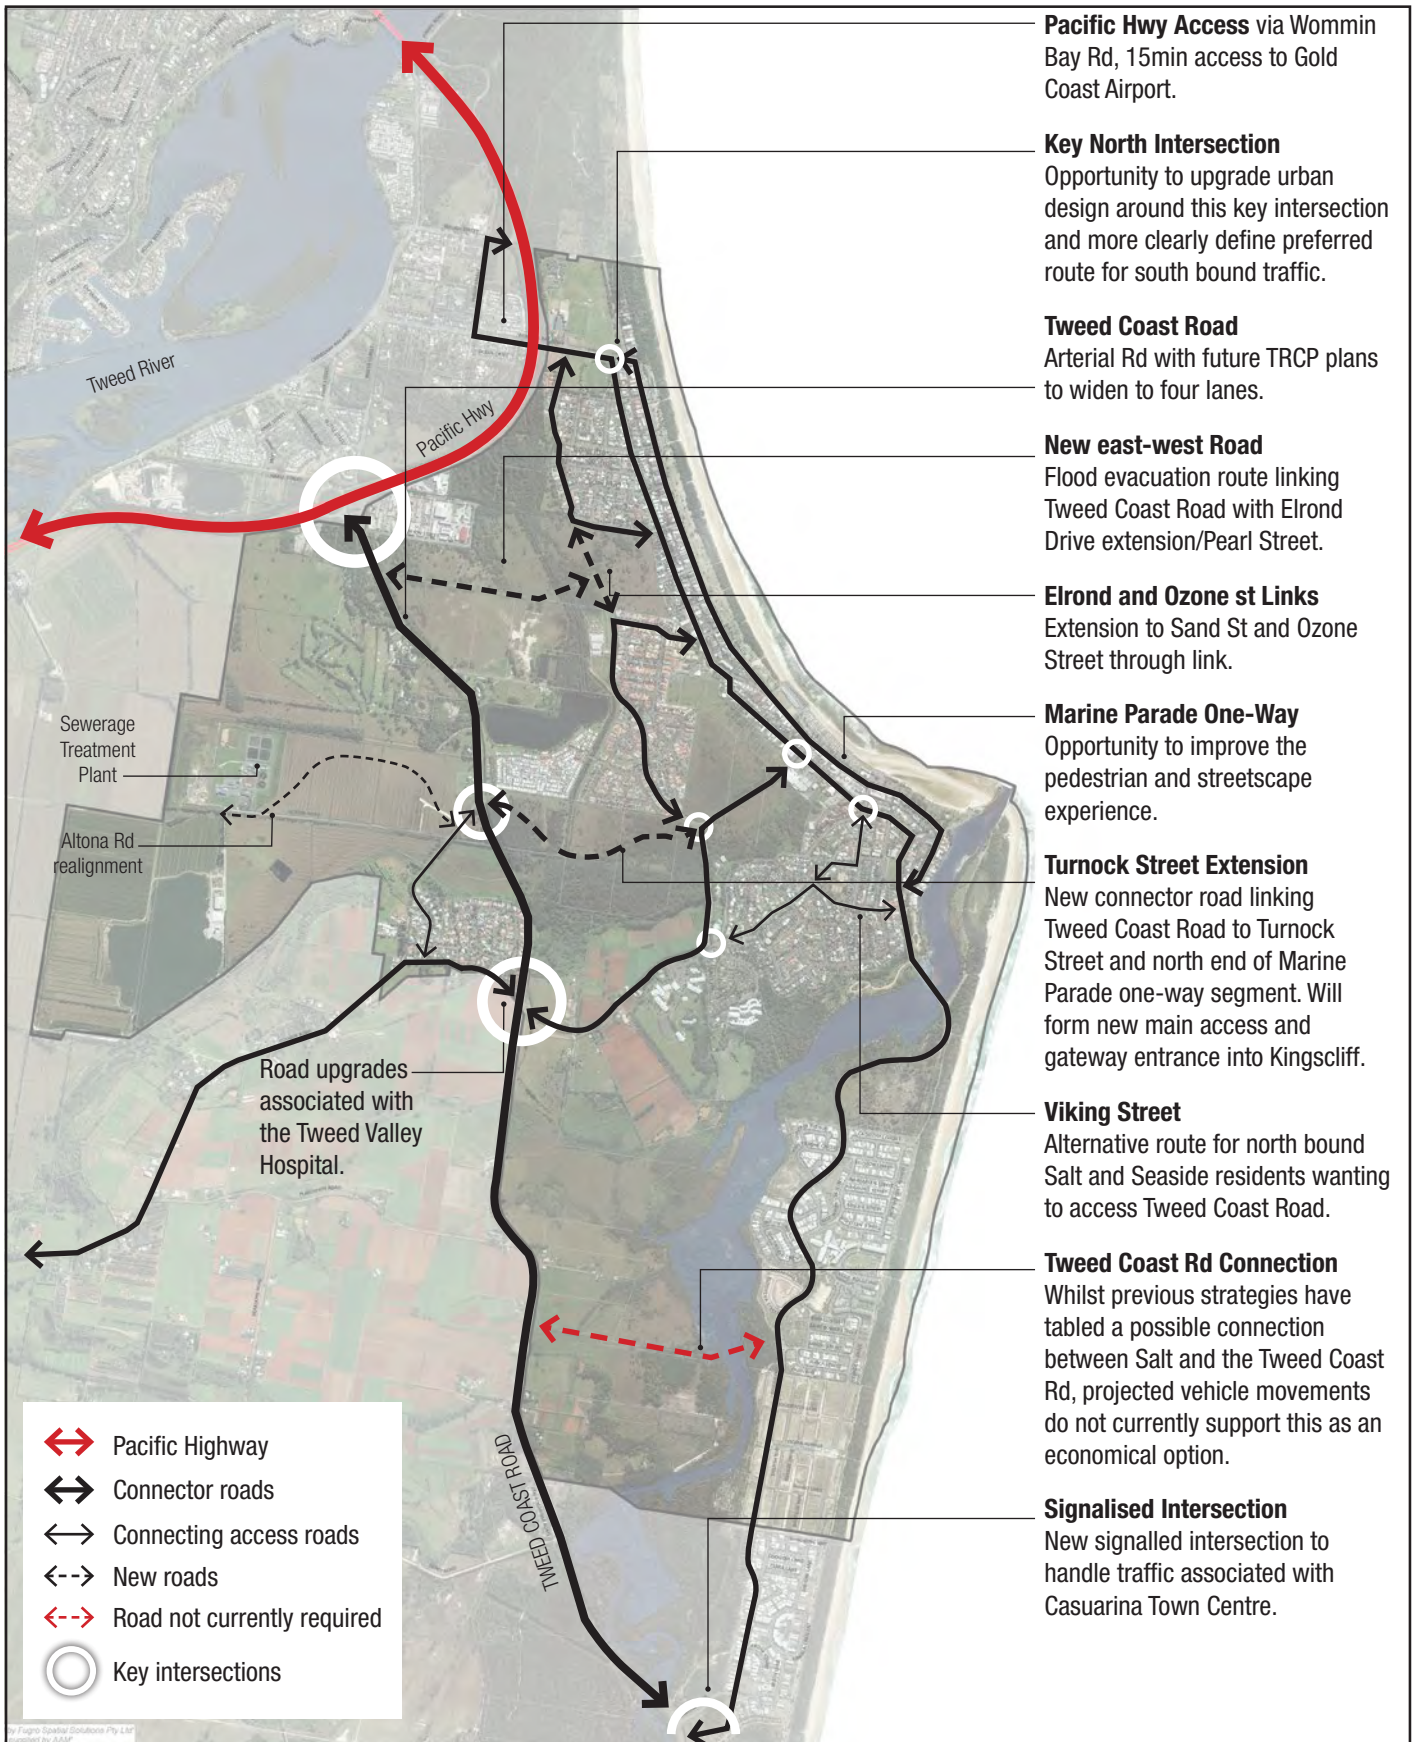 Pacific Hwy Access via Wommin
Bay Rd, 15min access to Gold
Coast Airport.
Key North Intersection
Opportunity to upgrade urban
design around this key intersection
and more clearly define preferred
route for south bound traffic.
Tweed Coast Road
Arterial Rd with future TRCP plans
to widen to four lanes.
New east-west Road
Flood evacuation route linking
Tweed Coast Road with Elrond
Drive extension/Pearl Street.
Elrond and Ozone st Links
Extension to Sand St and Ozone
Street through link.
Marine Parade One-Way
Opportunity to improve the
pedestrian and streetscape
experience.
Turnock Street Extension
New connector road linking
Tweed Coast Road to Turnock
Street and north end of Marine
Parade one-way segment. Will
form new main access and
gateway entrance into Kingscliff.
Viking Street
Alternative route for north bound
Salt and Seaside residents wanting
to access Tweed Coast Road.
Tweed Coast Rd Connection
Whilst previous strategies have
tabled a possible connection
between Salt and the Tweed Coast
Rd, projected vehicle movements
do not currently support this as an
economical option.
Signalised Intersection
New signalled intersection to
handle traffic associated with
Casuarina Town Centre.
Tweed River
Pacific Hwy
Sewerage
Treatment
Plant
Altona Rd
realignment
Road upgrades
associated with
the Tweed Valley
Hospital.
TWEED COAST ROAD
Pacific Highway
Connector roads
Connecting access roads
New roads
Road not currently required
Key intersections
by Fugro Spatial Solutions Pty Ltd
supplied by AAM